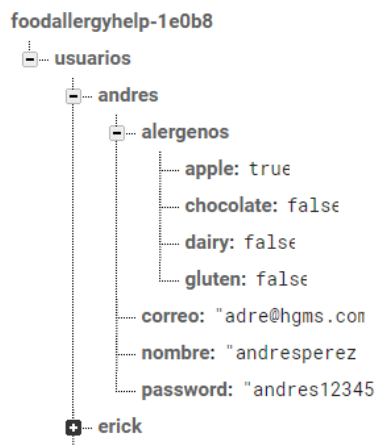 foodallergyhelp-1e0b8
usuarios
andres
alergenos
apple: true
chocolate: false
dairy: false
gluten: false
correo: "adre@hgms.com
nombre: "andresperez
password: "andres12345
erick